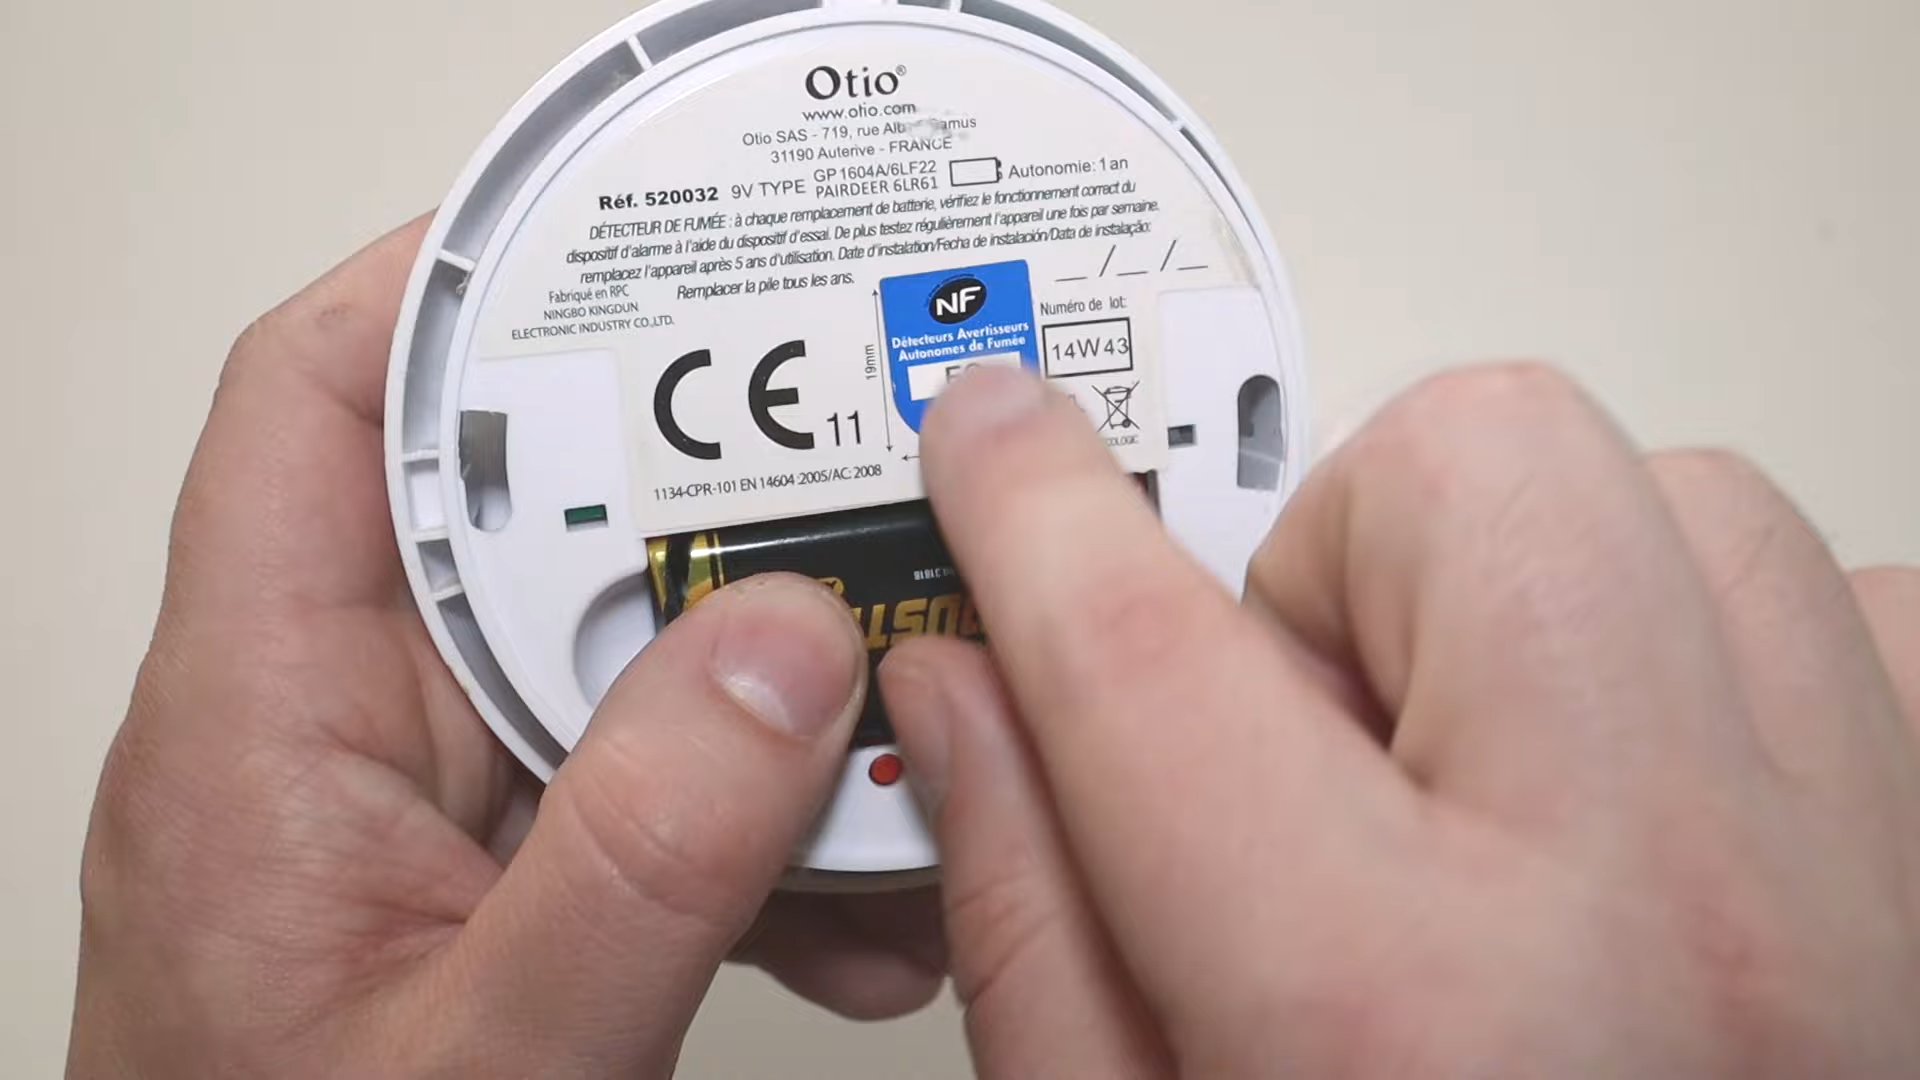 Otio®
www.otio.com
Otio SAS - 719, rue Alb amus
31190 Auterive - FRANCE
Réf. 520032 9V TYPE GP 1604A/6LF22
PAIRDEER 6LR61
Autonomie: 1 an
DÉTECTEUR DE FUMÉE : à chaque remplacement de batterie, vérifiez le fonctionnement correct du
dispositif d'alarme à l'aide du dispositif d'essai. De plus testez régulièrement l'appareil une fois par semaine.
remplacez l'appareil après 5 ans d'utilisation. Date d'instalation/Fecha de instalación/Data de instalação:
Remplacer la pile tous les ans.
__ /__ /__
Fabriqué en RPC
NINGBO KINGDUN
ELECTRONIC INDUSTRY CO.,LTD.
NF
Détecteurs Avertisseurs
Autonomes de Fumée
19mm
Numéro de lot:
14W43
CE 11
1134-CPR-101 EN 14604 :2005/AC: 2008